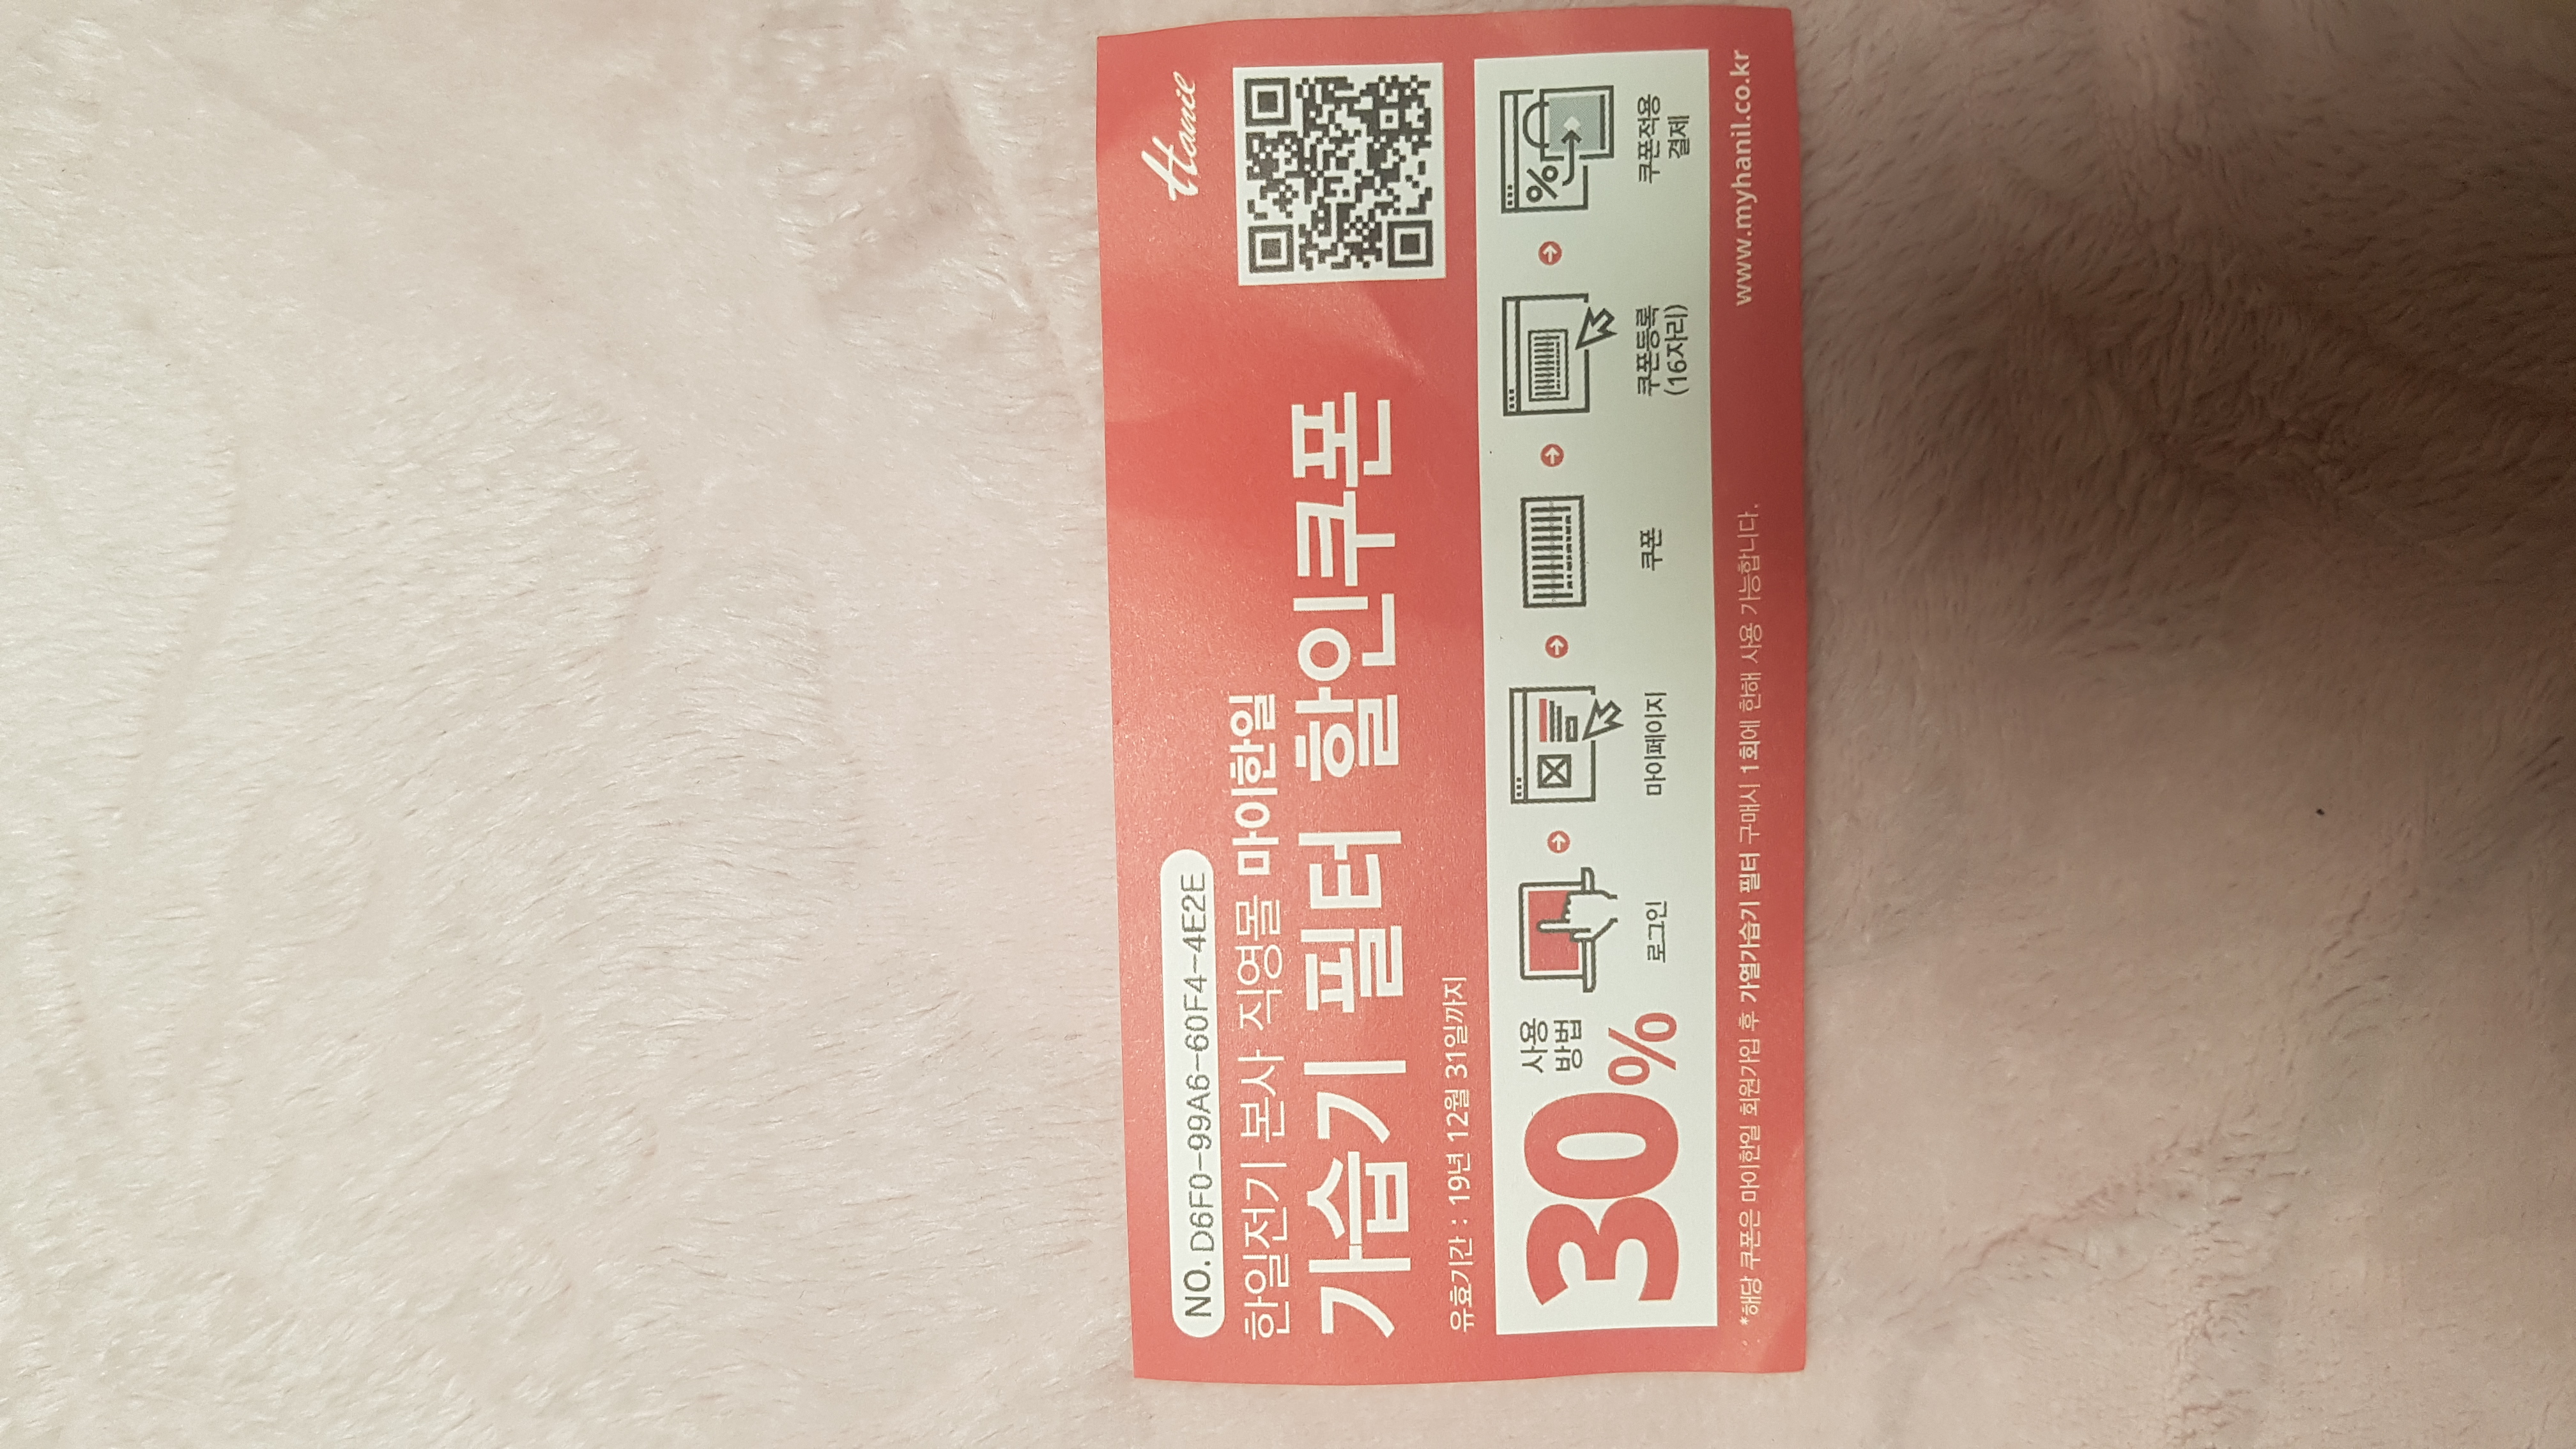 Hanil
NO.D6F0-99A6-60F4-4E2E
한일전기 본사 직영몰 마이한일
가습기 필터 할인쿠폰
유효기간 : 19년 12월 31일까지
30%
사용
방법
로그인
마이페이지
쿠폰
쿠폰등록
(16자리)
쿠폰적용
결제
*해당 쿠폰은 마이한일 회원가입 후 가열가습기 필터 구매시 1회에 한해 사용 가능합니다.
www.myhanil.co.kr